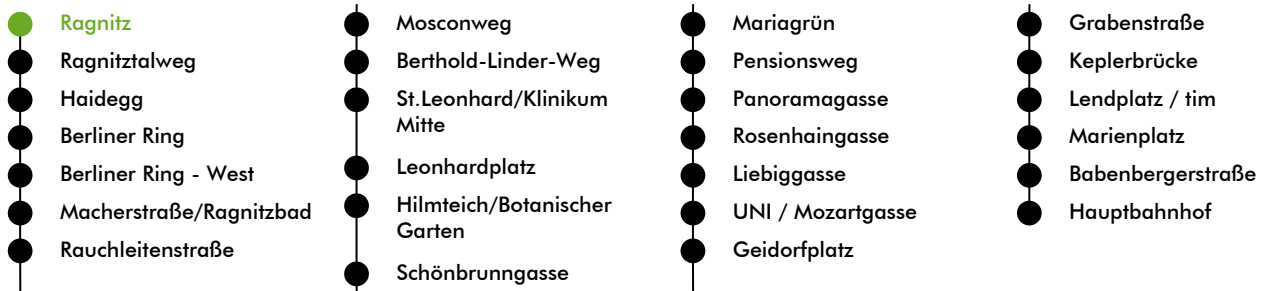 Ragnitz
Ragnitztalweg
Haidegg
Berliner Ring
Berliner Ring - West
Macherstraße/Ragnitzbad
Rauchleitenstraße
Mosconweg
Berthold-Linder-Weg
St.Leonhard/Klinikum
Mitte
Leonhardplatz
Hilmteich/Botanischer
Garten
Schönbrunngasse
Mariagrün
Pensionsweg
Panoramagasse
Rosenhaingasse
Liebiggasse
UNI / Mozartgasse
Geidorfplatz
Grabenstraße
Keplerbrücke
Lendplatz / tim
Marienplatz
Babenbergerstraße
Hauptbahnhof